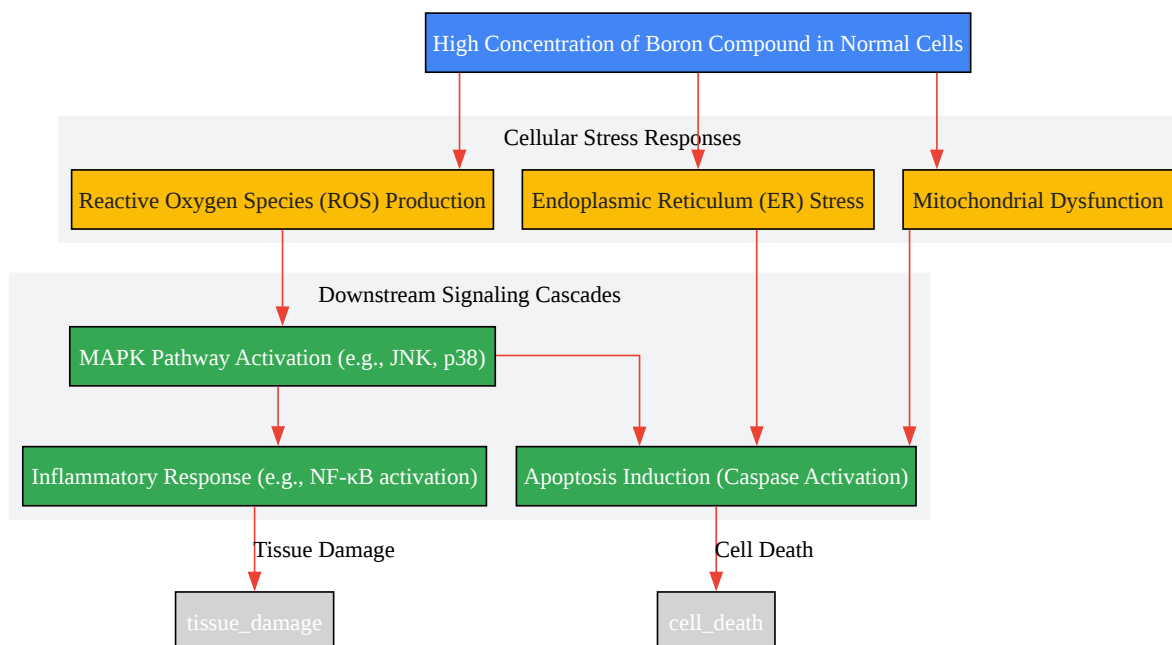 High Concentration of Boron Compound in Normal Cells
Cellular Stress Responses
Reactive Oxygen Species (ROS) Production
Endoplasmic Reticulum (ER) Stress
Mitochondrial Dysfunction
Downstream Signaling Cascades
MAPK Pathway Activation (e.g., JNK, p38)
Inflammatory Response (e.g., NF-κB activation)
Apoptosis Induction (Caspase Activation)
Tissue Damage
Cell Death
tissue_damage
cell_death